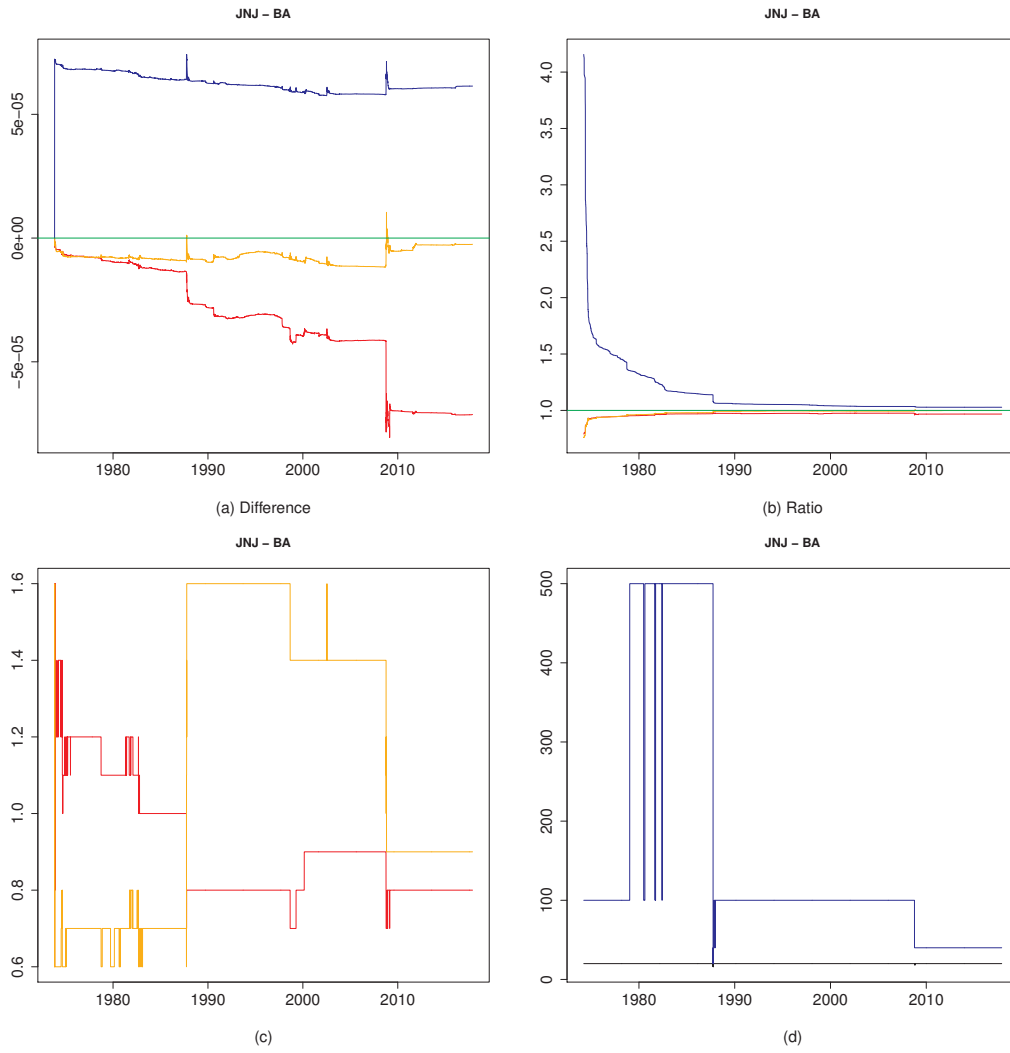 JNJ − BA
5e−05
0e+00
−5e−05
1980 1990 2000 2010
(a) Difference
JNJ − BA
4.0
3.5
3.0
2.5
2.0
1.5
1.0
1980 1990 2000 2010
(b) Ratio
JNJ − BA
1.6
1.4
1.2
1.0
0.8
0.6
1980 1990 2000 2010
(c)
JNJ − BA
500
400
300
200
100
0
1980 1990 2000 2010
(d)